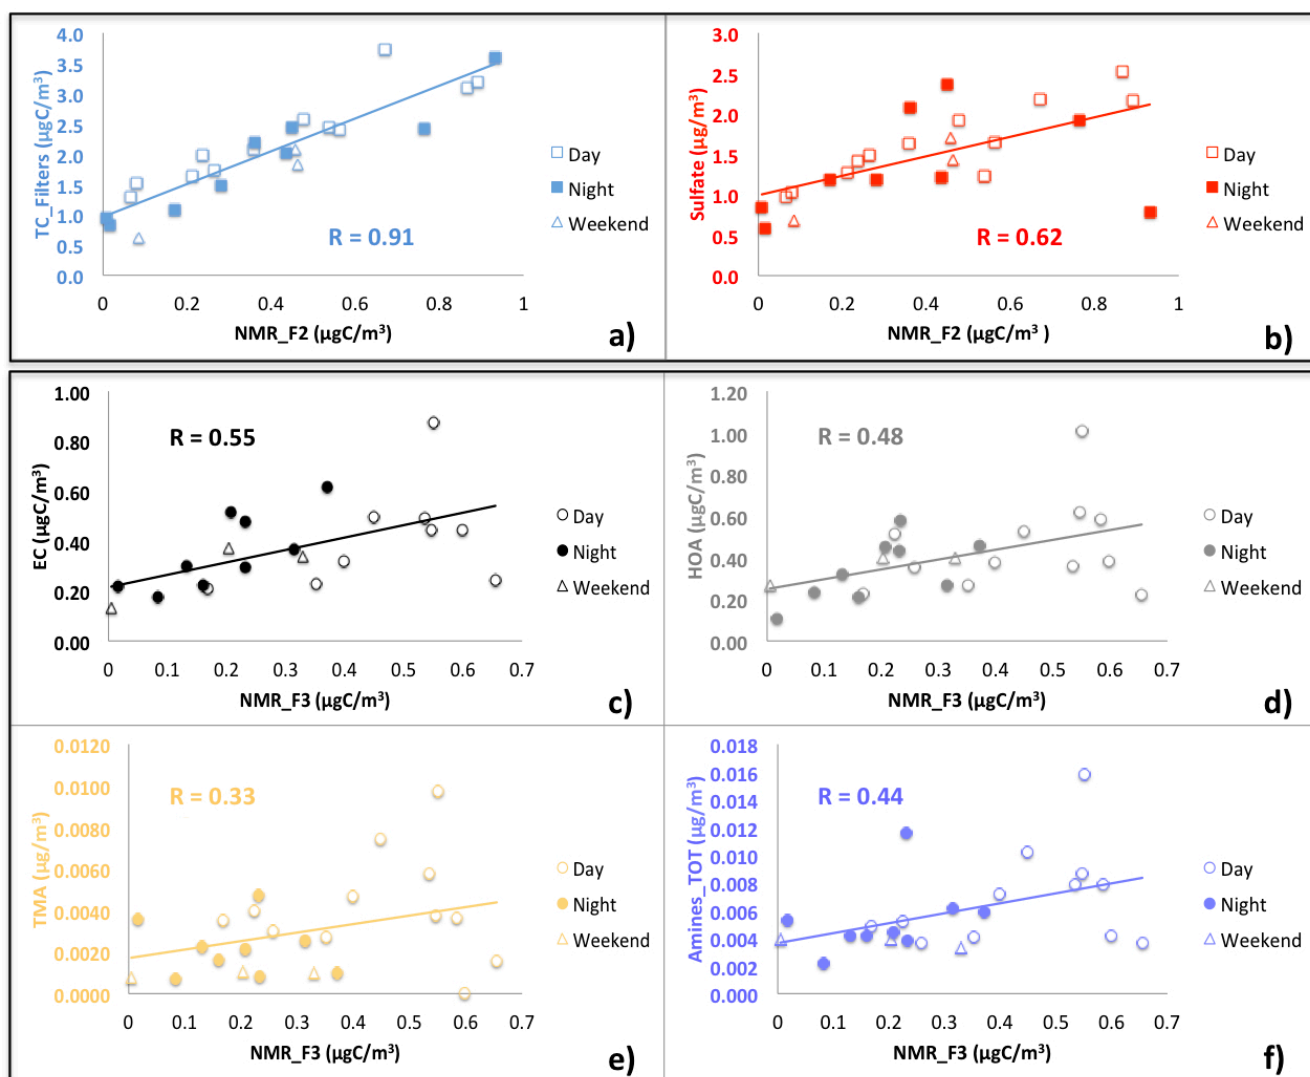 4.0
3.5
3.0
2.5
2.0
1.5
1.0
0.5
0.0
TC_Filters (µgC/m³)
R = 0.91
Day
Night
Weekend
0 0.2 0.4 0.6 0.8 1
NMR_F2 (µgC/m³)
a)
3.0
2.5
2.0
1.5
1.0
0.5
0.0
Sulfate (µg/m³)
R = 0.62
Day
Night
Weekend
0 0.2 0.4 0.6 0.8 1
NMR_F2 (µgC/m³ )
b)
1.00
0.80
0.60
0.40
0.20
0.00
EC (µgC/m³)
R = 0.55
Day
Night
Weekend
0 0.1 0.2 0.3 0.4 0.5 0.6 0.7
NMR_F3 (µgC/m³)
c)
1.20
1.00
0.80
0.60
0.40
0.20
0.00
HOA (µgC/m³)
R = 0.48
Day
Night
Weekend
0 0.1 0.2 0.3 0.4 0.5 0.6 0.7
NMR_F3 (µgC/m³)
d)
0.0120
0.0100
0.0080
0.0060
0.0040
0.0020
0.0000
TMA (µg/m³)
R = 0.33
Day
Night
Weekend
0 0.1 0.2 0.3 0.4 0.5 0.6 0.7
NMR_F3 (µgC/m³)
e)
0.018
0.016
0.014
0.012
0.010
0.008
0.006
0.004
0.002
0.000
Amines_TOT (µg/m³)
R = 0.44
Day
Night
Weekend
0 0.1 0.2 0.3 0.4 0.5 0.6 0.7
NMR_F3 (µgC/m³)
f)